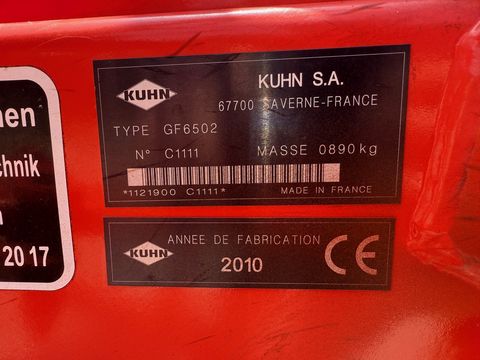 nen
chnik
n
20 17
KUHN
KUHN S.A.
67700 SAVERNE-FRANCE
TYPE GF6502
N° C1111 MASSE 0890kg
*1121900 C1111*
MADE IN FRANCE
KUHN
ANNEE DE FABRICATION
2010
CE